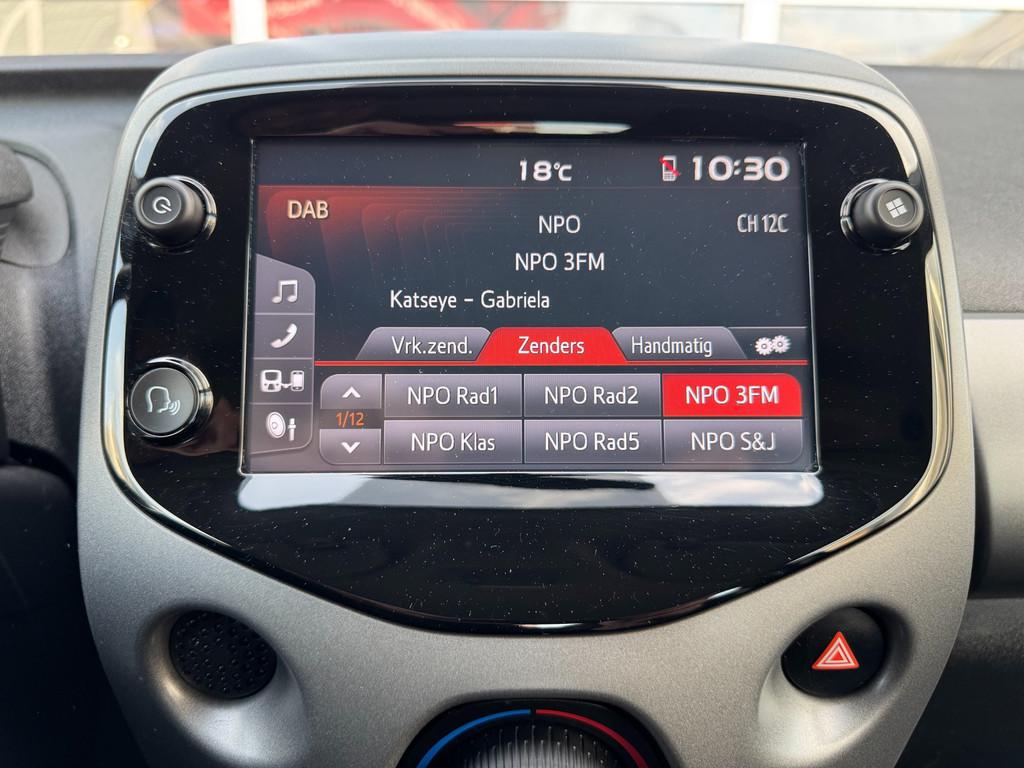 18°C 10:30
DAB NPO CH 12C
NPO 3FM
Katseye - Gabriela
Vrk.zend. Zenders Handmatig
NPO Rad1 NPO Rad2 NPO 3FM
1/12
NPO Klas NPO Rad5 NPO S&J